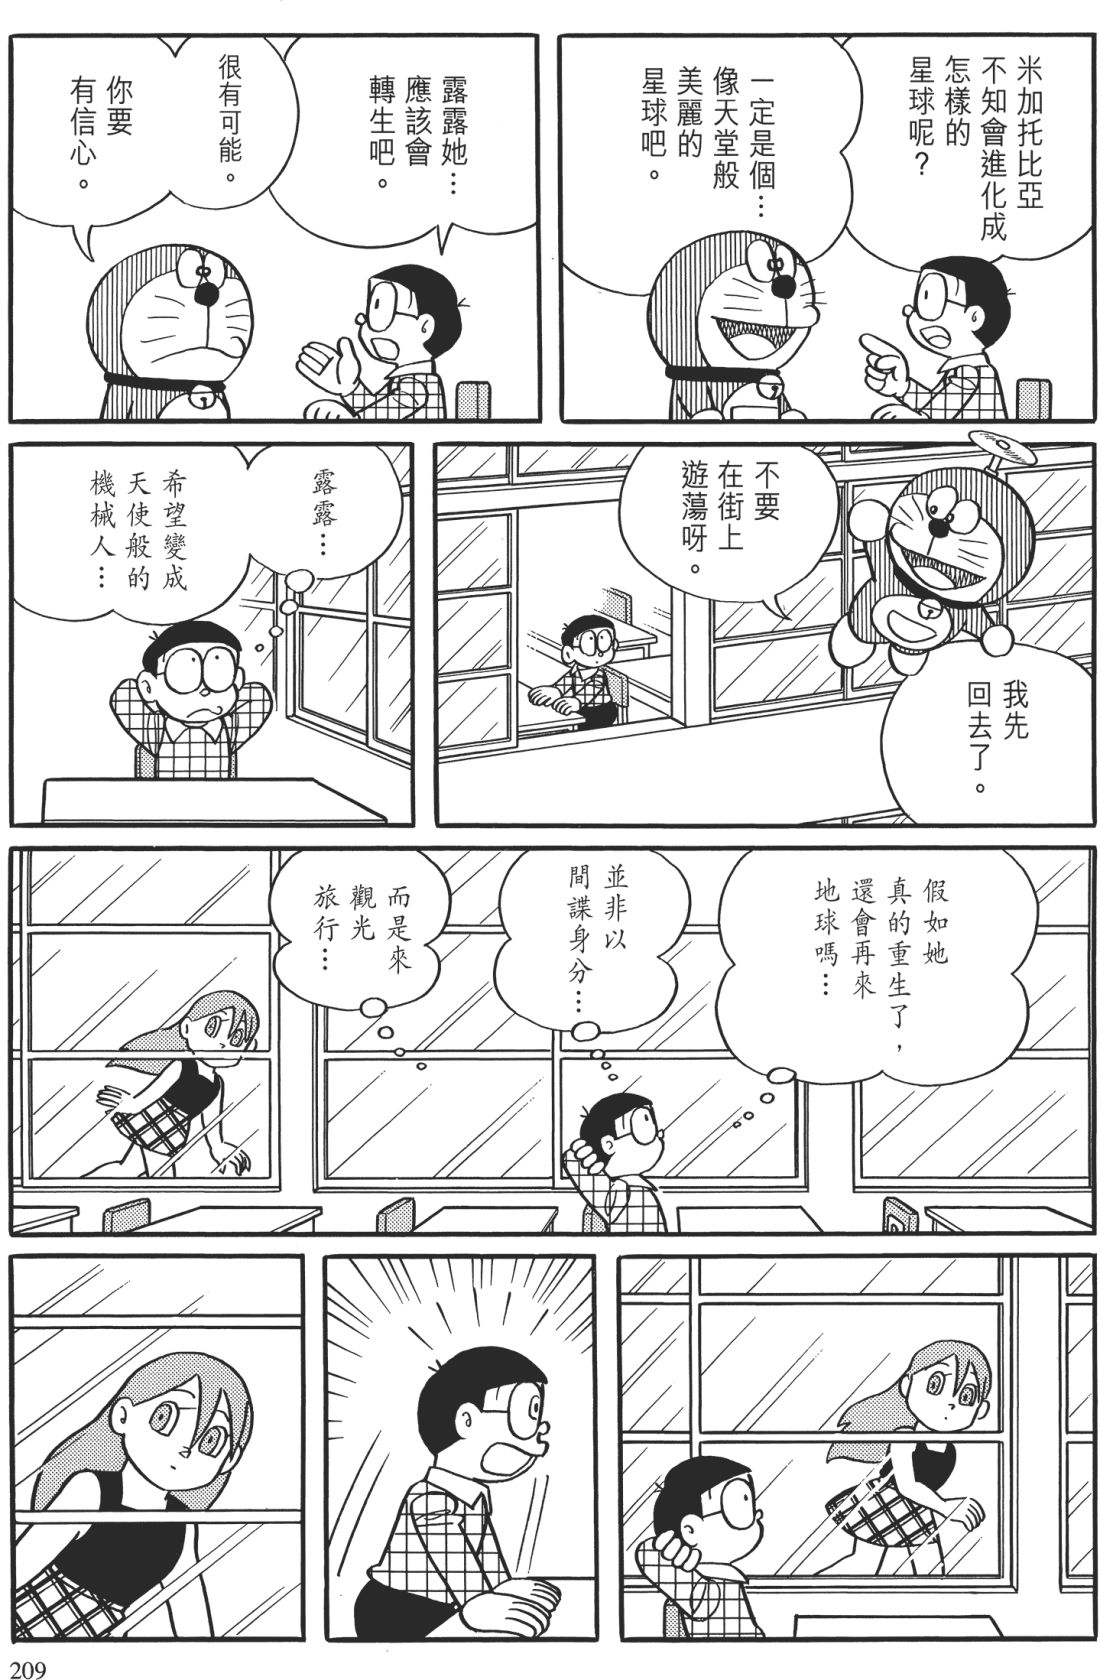 米加托比亞
不知會進化成
怎樣的
星球呢？
一定是個…
像天堂般
美麗的
星球吧。
露露她…
應該會
轉生吧。
很有可能。
你要
有信心。
不要
在街上
遊蕩呀。
我先
回去了。
露露…
希望變成
天使般的
機械人…
假如她
真的重生了，
還會再來
地球嗎…
並非以
間諜身分…
而是來
觀光
旅行…
209